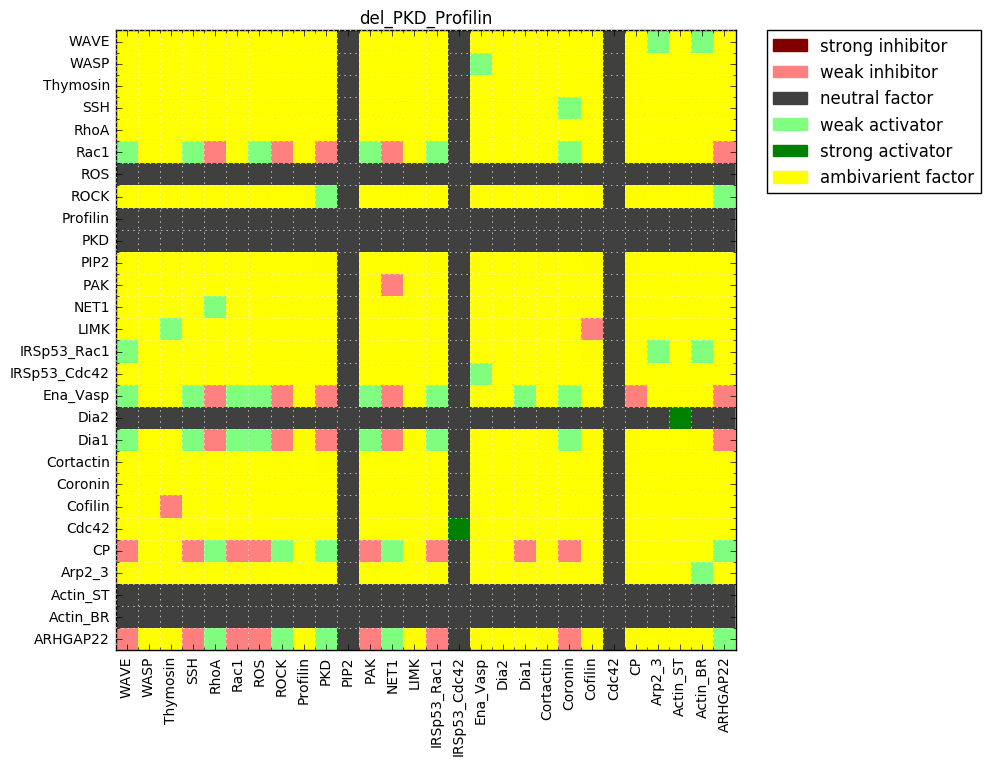 del_PKD_Profilin
WAVE
WASP
Thymosin
SSH
RhoA
Rac1
ROS
ROCK
Profilin
PKD
PIP2
PAK
NET1
LIMK
IRSp53_Rac1
IRSp53_Cdc42
Ena_Vasp
Dia2
Dia1
Cortactin
Coronin
Cofilin
Cdc42
CP
Arp2_3
Actin_ST
Actin_BR
ARHGAP22
WAVE
WASP
Thymosin
SSH
RhoA
Rac1
ROS
ROCK
Profilin
PKD
PIP2
PAK
NET1
LIMK
IRSp53_Rac1
IRSp53_Cdc42
Ena_Vasp
Dia2
Dia1
Cortactin
Coronin
Cofilin
Cdc42
CP
Arp2_3
Actin_ST
Actin_BR
ARHGAP22
strong inhibitor
weak inhibitor
neutral factor
weak activator
strong activator
ambivarient factor